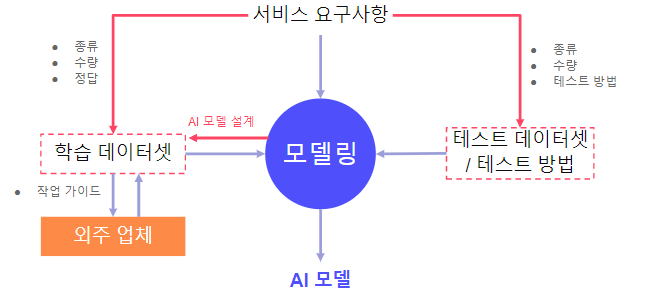 서비스 요구사항
● 종류
● 수량
● 정답
● 종류
● 수량
● 테스트 방법
AI 모델 설계
학습 데이터셋
모델링
테스트 데이터셋
/ 테스트 방법
● 작업 가이드
외주 업체
AI 모델